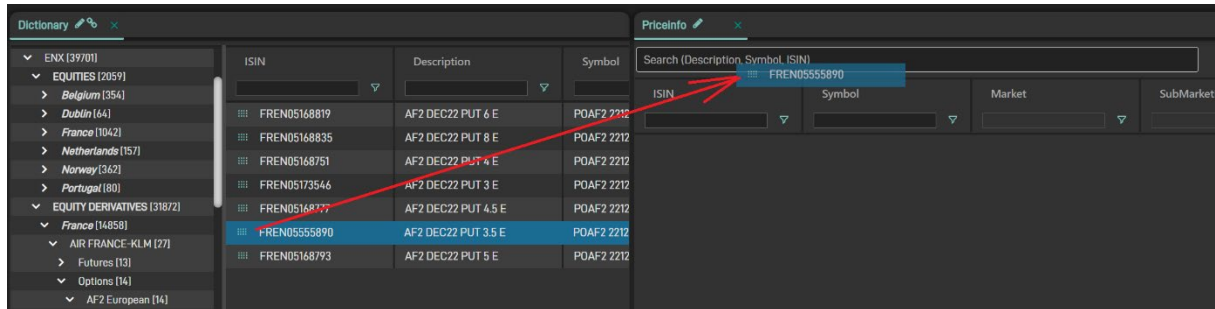 Dictionary
ENX [39701]
EQUITIES [2059]
Belgium [354]
Dublin [64]
France [1042]
Netherlands [157]
Norway [362]
Portugal [80]
EQUITY DERIVATIVES [31872]
France [14858]
AIR FRANCE-KLM [27]
Futures [13]
Options [14]
AF2 European [14]
ISIN Description Symbol
FREN05168819 AF2 DEC22 PUT 6 E POAF2 2212
FREN05168835 AF2 DEC22 PUT 8 E POAF2 2212
FREN05168751 AF2 DEC22 PUT 4 E POAF2 2212
FREN05173546 AF2 DEC22 PUT 3 E POAF2 2212
FREN05168777 AF2 DEC22 PUT 4.5 E POAF2 2212
FREN05555890 AF2 DEC22 PUT 3.5 E POAF2 2212
FREN05168793 AF2 DEC22 PUT 5 E POAF2 2212
PriceInfo
Search (Description, Symbol, ISIN)
FREN05555890
ISIN Symbol Market SubMarket